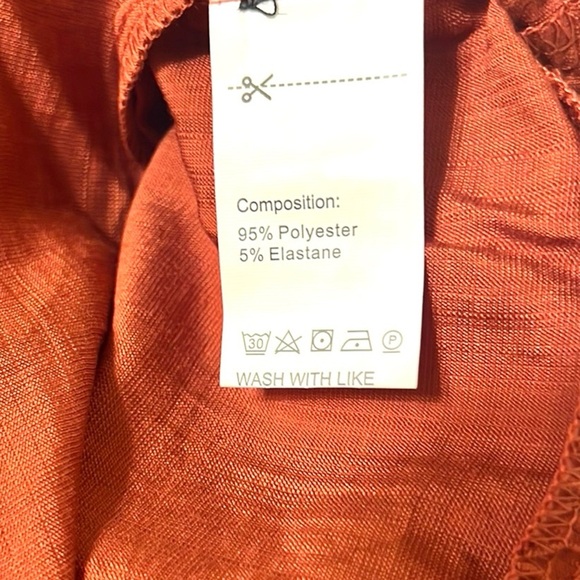 Composition:
95% Polyester
5% Elastane
30 P
WASH WITH LIKE